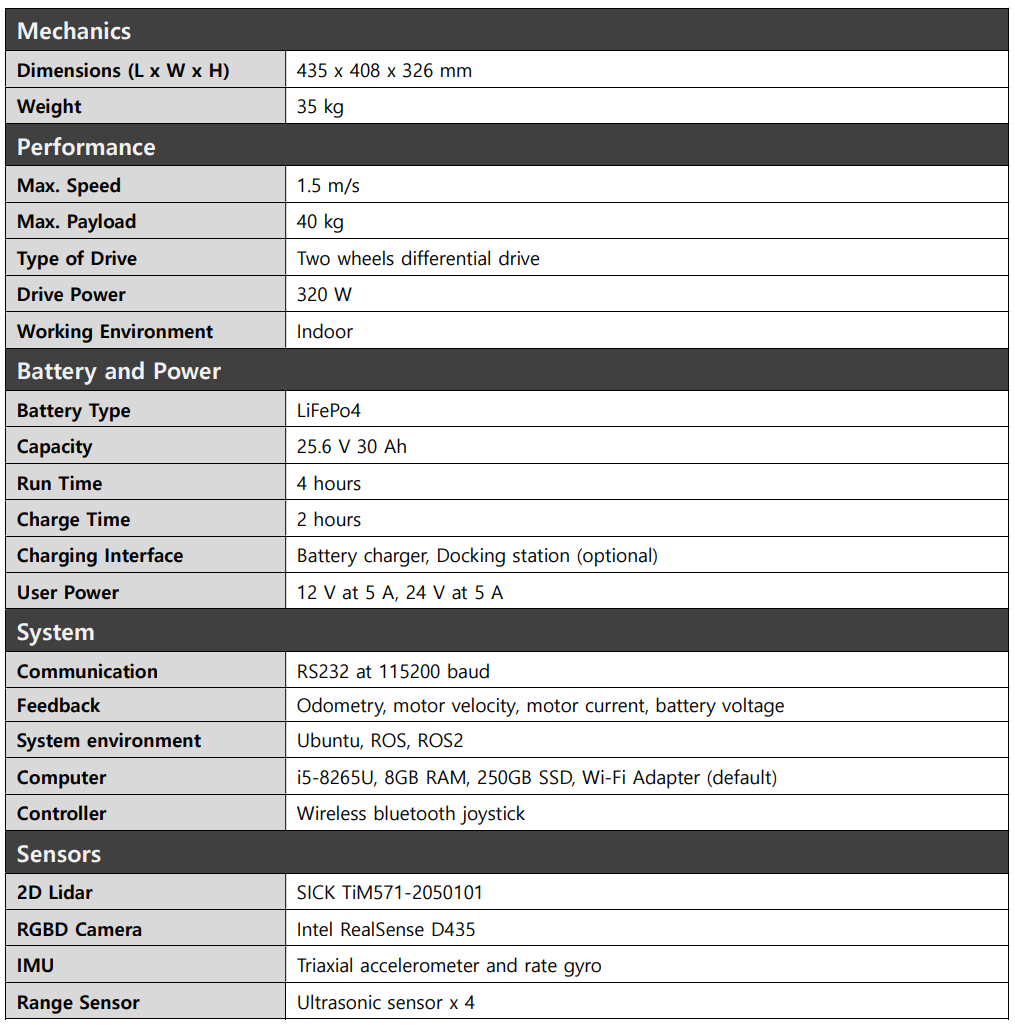 Mechanics
Dimensions (L x W x H) 435 x 408 x 326 mm
Weight 35 kg
Performance
Max. Speed 1.5 m/s
Max. Payload 40 kg
Type of Drive Two wheels differential drive
Drive Power 320 W
Working Environment Indoor
Battery and Power
Battery Type LiFePo4
Capacity 25.6 V 30 Ah
Run Time 4 hours
Charge Time 2 hours
Charging Interface Battery charger, Docking station (optional)
User Power 12 V at 5 A, 24 V at 5 A
System
Communication RS232 at 115200 baud
Feedback Odometry, motor velocity, motor current, battery voltage
System environment Ubuntu, ROS, ROS2
Computer i5-8265U, 8GB RAM, 250GB SSD, Wi-Fi Adapter (default)
Controller Wireless bluetooth joystick
Sensors
2D Lidar SICK TiM571-2050101
RGBD Camera Intel RealSense D435
IMU Triaxial accelerometer and rate gyro
Range Sensor Ultrasonic sensor x 4